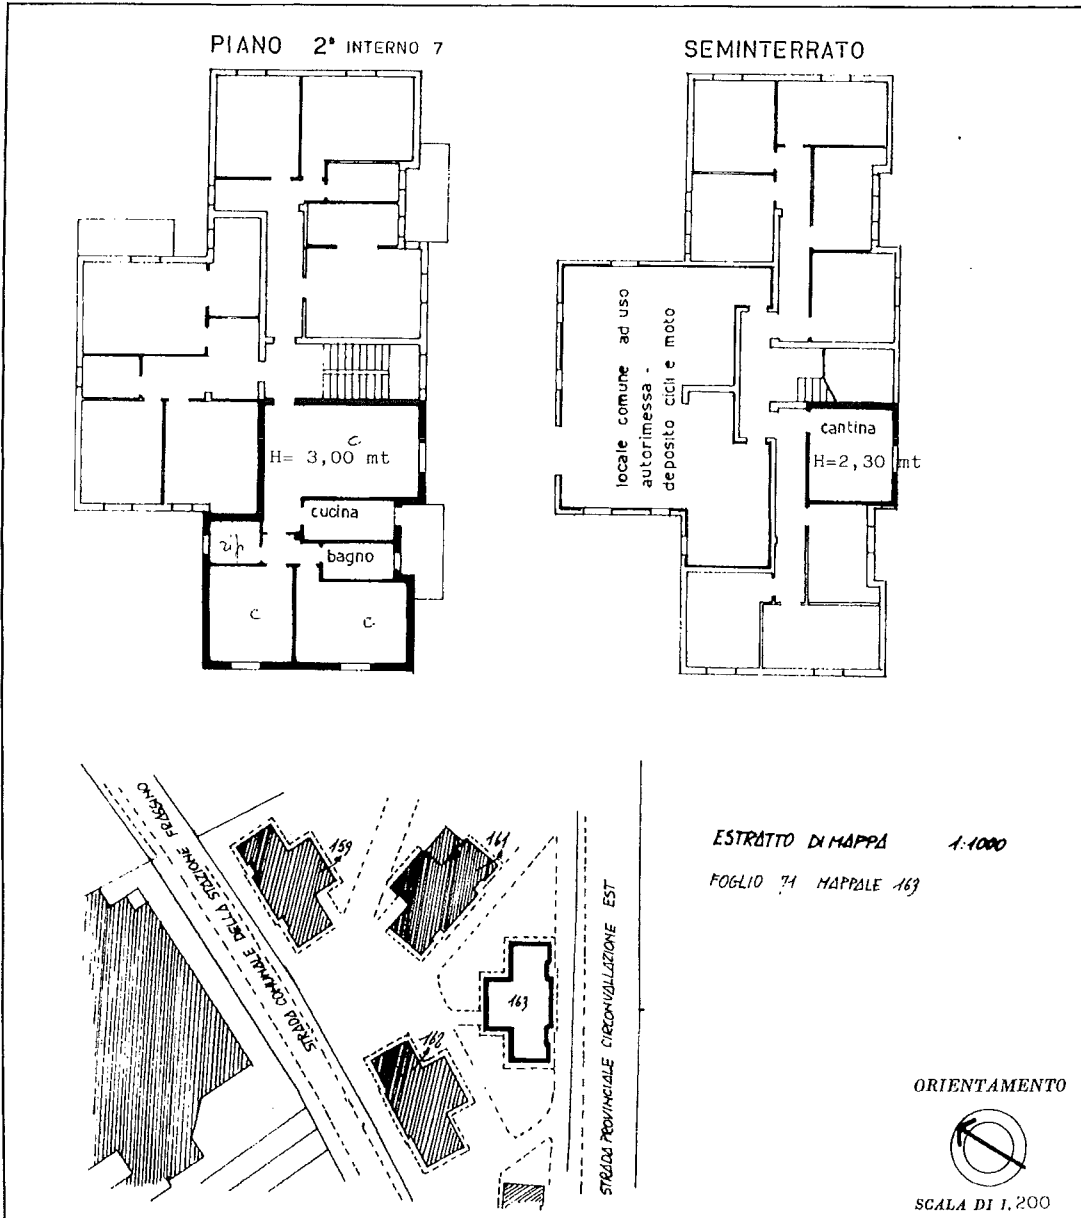 PIANO 2° INTERNO 7
SEMINTERRATO
c.
H= 3,00 mt
cucina
rip
bagno
c
c.
locale comune ad uso
autorimessa -
deposito cicli e moto
cantina
H=2,30 mt
STRADA COMUNALE DELLA STAZIONE FRASSINO
159
161
163
162
STRADA PROVINCIALE CIRCONVALLAZIONE EST
ESTRATTO DI MAPPA 1:1000
FOGLIO 71 MAPPALE 163
ORIENTAMENTO
SCALA DI 1.200